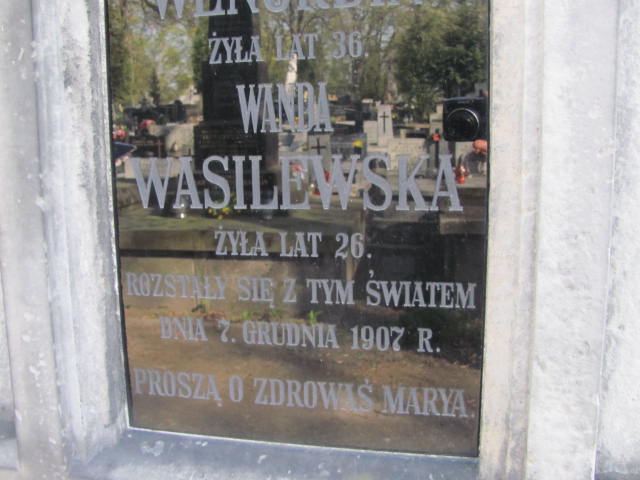 ŻYŁA LAT 36.
WANDA
WASILEWSKA
ŻYŁA LAT 26.
ROZSTAŁY SIĘ Z TYM ŚWIATEM
DNIA 7. GRUDNIA 1907 R.
PROSZĄ O ZDROWAŚ MARYA.